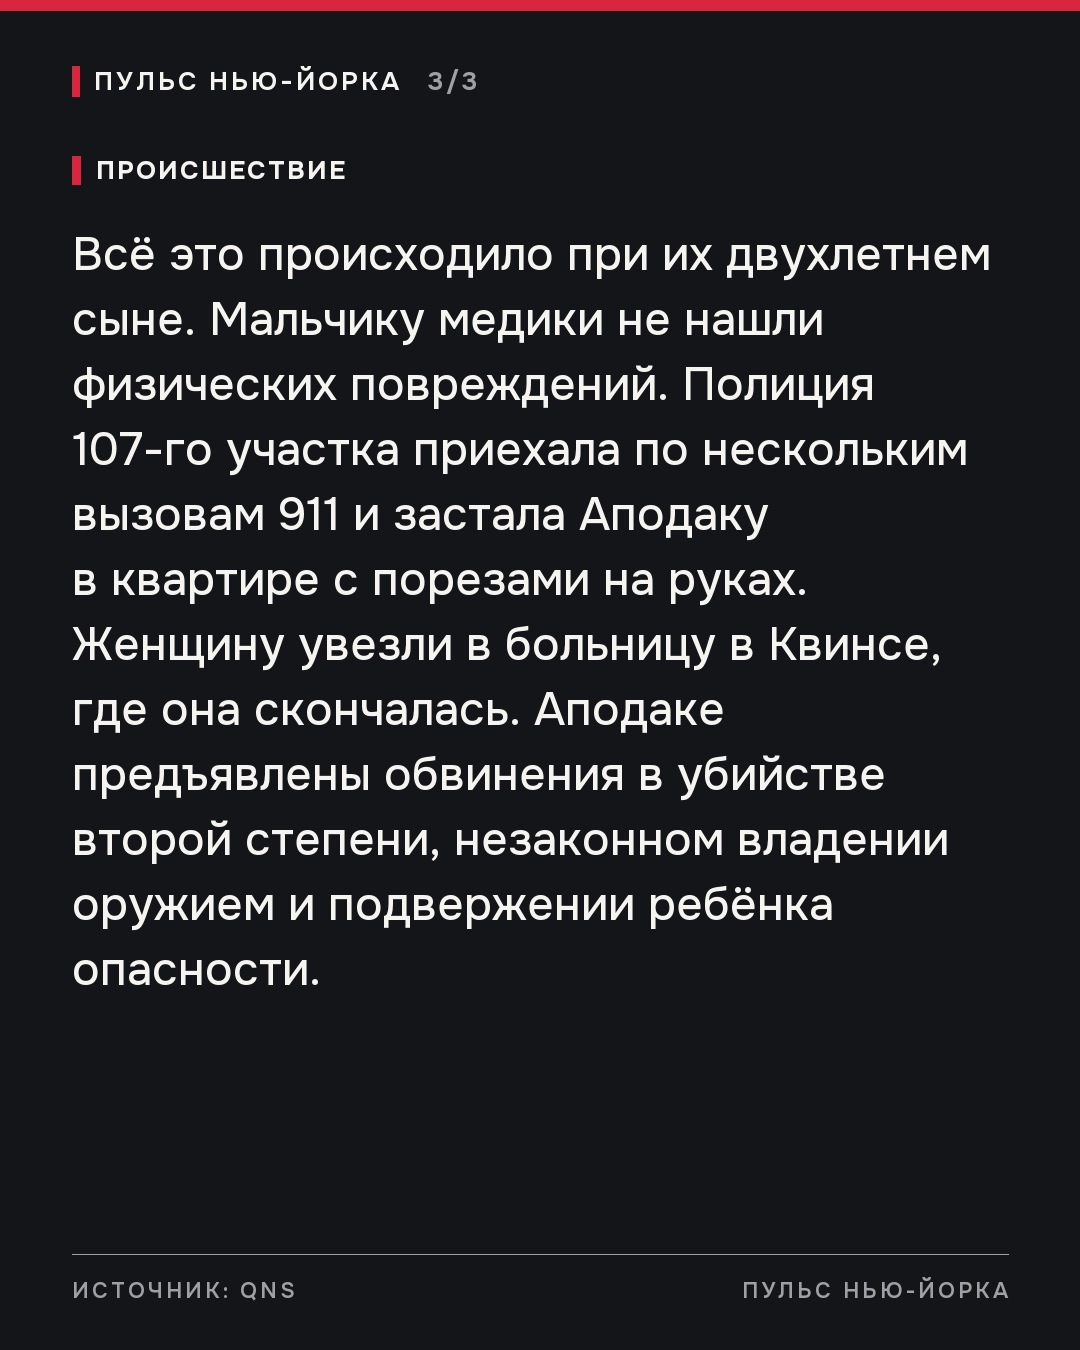 ПУЛЬС НЬЮ-ЙОРКА 3/3
ПРОИСШЕСТВИЕ
Всё это происходило при их двухлетнем
сыне. Мальчику медики не нашли
физических повреждений. Полиция
107-го участка приехала по нескольким
вызовам 911 и застала Аподаку
в квартире с порезами на руках.
Женщину увезли в больницу в Квинсе,
где она скончалась. Аподаке
предъявлены обвинения в убийстве
второй степени, незаконном владении
оружием и подвержении ребёнка
опасности.
ИСТОЧНИК: QNS ПУЛЬС НЬЮ-ЙОРКА